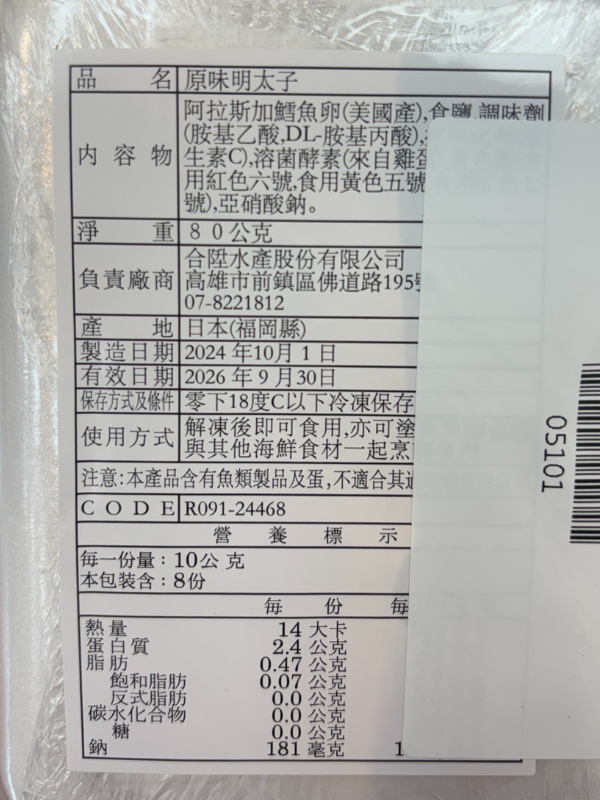 品名 原味明太子
內容物 阿拉斯加鱈魚卵(美國產),食鹽,調味劑
(胺基乙酸,DL-胺基丙酸),
生素C),溶菌酵素(來自雞蛋
用紅色六號,食用黃色五號
號),亞硝酸鈉。
淨重 80公克
負責廠商 合陞水產股份有限公司
高雄市前鎮區佛道路195號
07-8221812
產地 日本(福岡縣)
製造日期 2024 年10月 1 日
有效日期 2026 年 9 月30日
保存方式及條件 零下18度C以下冷凍保存
使用方式 解凍後即可食用,亦可塗
與其他海鮮食材一起烹
注意:本產品含有魚類製品及蛋,不適合其過
CODE R091-24468
營養標示
每一份量:10公克
本包裝含:8份
每份 每
熱量 14 大卡
蛋白質 2.4 公克
脂肪 0.47 公克
飽和脂肪 0.07 公克
反式脂肪 0.0 公克
碳水化合物 0.0 公克
糖 0.0 公克
鈉 181 毫克 1
05101